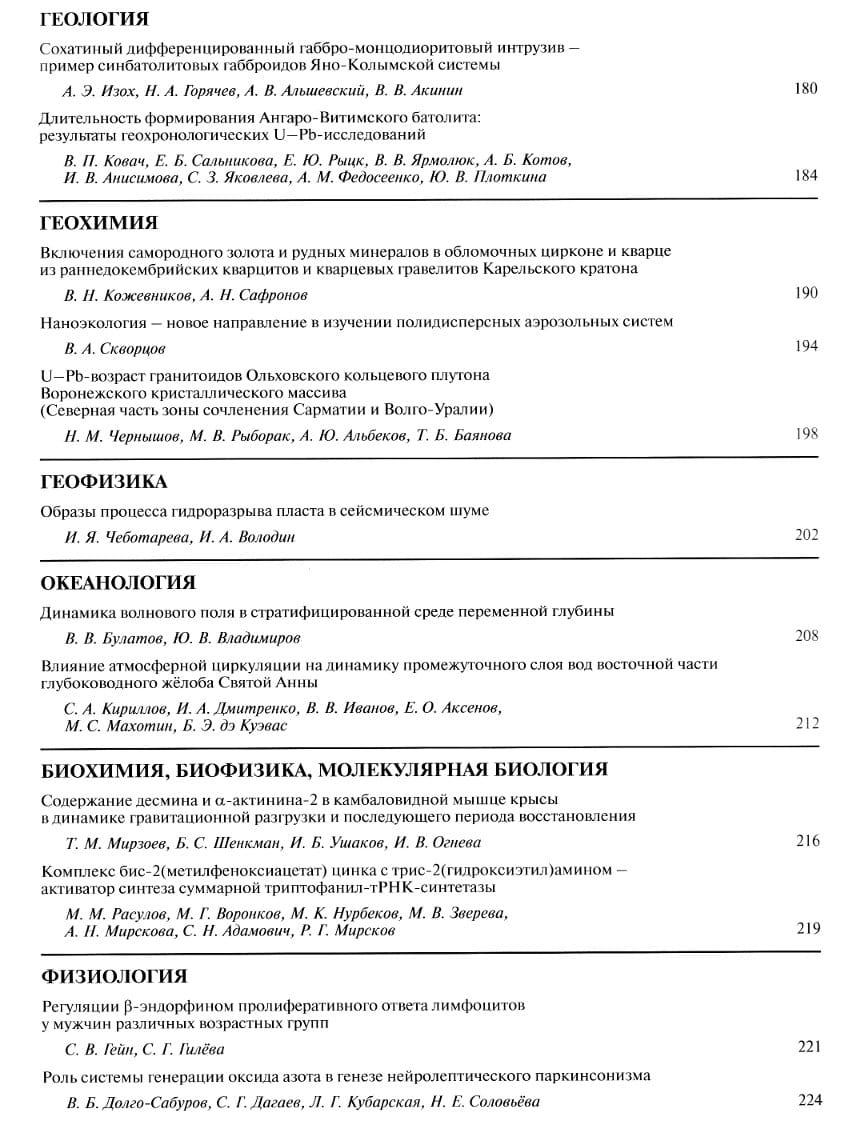 ГЕОЛОГИЯ
Сохатиный дифференцированный габбро-монцодиоритовый интрузив –
пример синбатолитовых габброидов Яно-Колымской системы
А. Э. Изох, Н. А. Горячев, А. В. Альшевский, В. В. Акинин 180
Длительность формирования Ангаро-Витимского батолита:
результаты геохронологических U–Pb-исследований
В. П. Ковач, Е. Б. Сальникова, Е. Ю. Рыцк, В. В. Ярмолюк, А. Б. Котов,
И. В. Анисимова, С. З. Яковлева, А. М. Федосеенко, Ю. В. Плоткина 184
ГЕОХИМИЯ
Включения самородного золота и рудных минералов в обломочных цирконе и кварце
из раннедокембрийских кварцитов и кварцевых гравелитов Карельского кратона
В. Н. Кожевников, А. Н. Сафронов 190
Наноэкология – новое направление в изучении полидисперсных аэрозольных систем
В. А. Скворцов 194
U–Pb-возраст гранитоидов Ольховского кольцевого плутона
Воронежского кристаллического массива
(Северная часть зоны сочленения Сарматии и Волго-Уралии)
Н. М. Чернышов, М. В. Рыборак, А. Ю. Альбеков, Т. Б. Баянова 198
ГЕОФИЗИКА
Образы процесса гидроразрыва пласта в сейсмическом шуме
И. Я. Чеботарева, И. А. Володин 202
ОКЕАНОЛОГИЯ
Динамика волнового поля в стратифицированной среде переменной глубины
В. В. Булатов, Ю. В. Владимиров 208
Влияние атмосферной циркуляции на динамику промежуточного слоя вод восточной части
глубоководного жёлоба Святой Анны
С. А. Кириллов, И. А. Дмитренко, В. В. Иванов, Е. О. Аксенов,
М. С. Махотин, Б. Э. дэ Куэвас 212
БИОХИМИЯ, БИОФИЗИКА, МОЛЕКУЛЯРНАЯ БИОЛОГИЯ
Содержание десмина и α-актинина-2 в камбаловидной мышце крысы
в динамике гравитационной разгрузки и последующего периода восстановления
Т. М. Мирзоев, Б. С. Шенкман, И. Б. Ушаков, И. В. Огнева 216
Комплекс бис-2(метилфеноксиацетат) цинка с трис-2(гидроксиэтил)амином –
активатор синтеза суммарной триптофанил-тРНК-синтетазы
М. М. Расулов, М. Г. Воронков, М. К. Нурбеков, М. В. Зверева,
А. Н. Мирскова, С. Н. Адамович, Р. Г. Мирсков 219
ФИЗИОЛОГИЯ
Регуляции β-эндорфином пролиферативного ответа лимфоцитов
у мужчин различных возрастных групп
С. В. Гейн, С. Г. Гилёва 221
Роль системы генерации оксида азота в генезе нейролептического паркинсонизма
В. Б. Долго-Сабуров, С. Г. Дагаев, Л. Г. Кубарская, Н. Е. Соловьёва 224